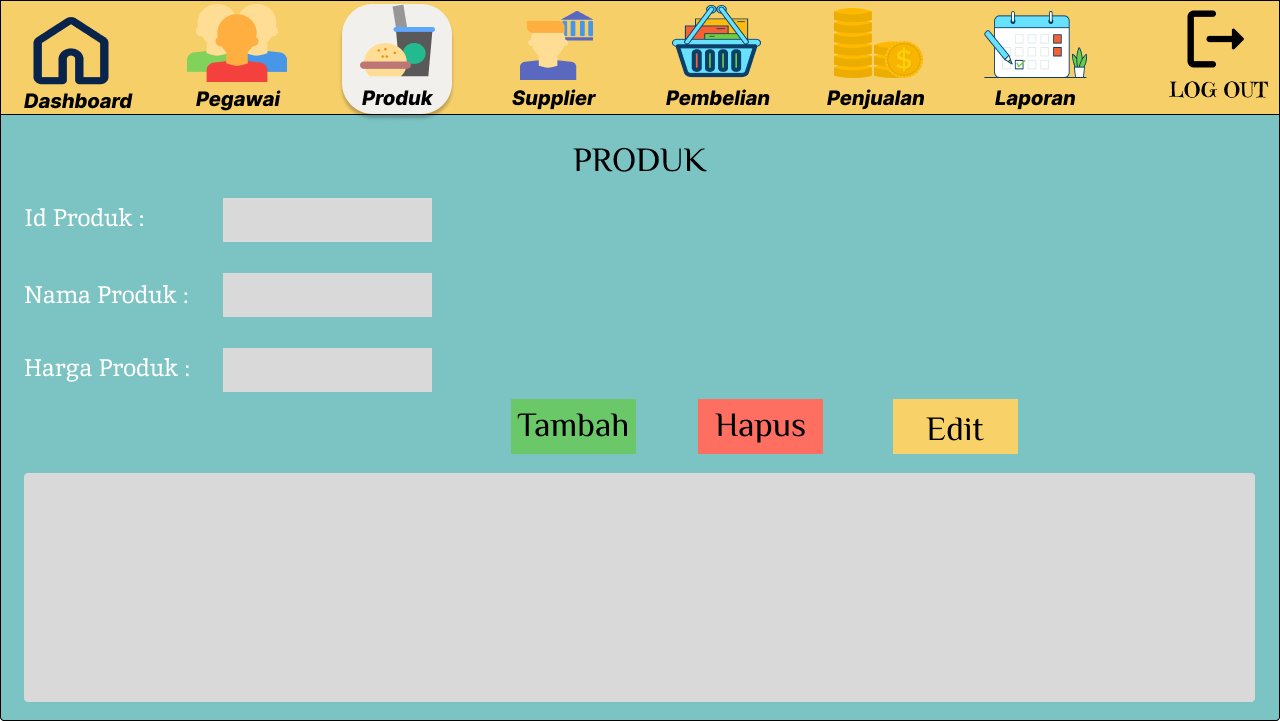 Dashboard
Pegawai
Produk
Supplier
Pembelian
Penjualan
Laporan
LOG OUT
PRODUK
Id Produk :
Nama Produk :
Harga Produk :
Tambah
Hapus
Edit